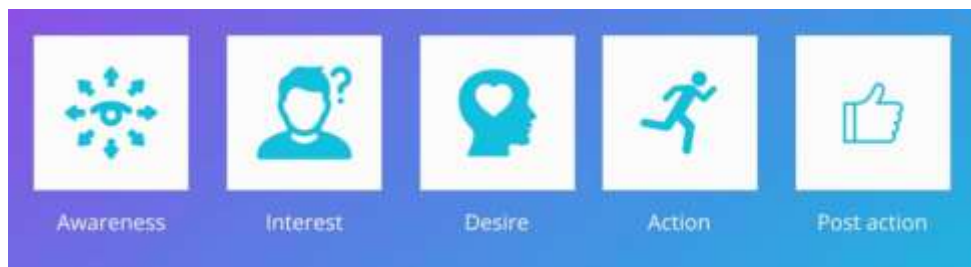 ?
Awareness
Interest
Desire
Action
Post action